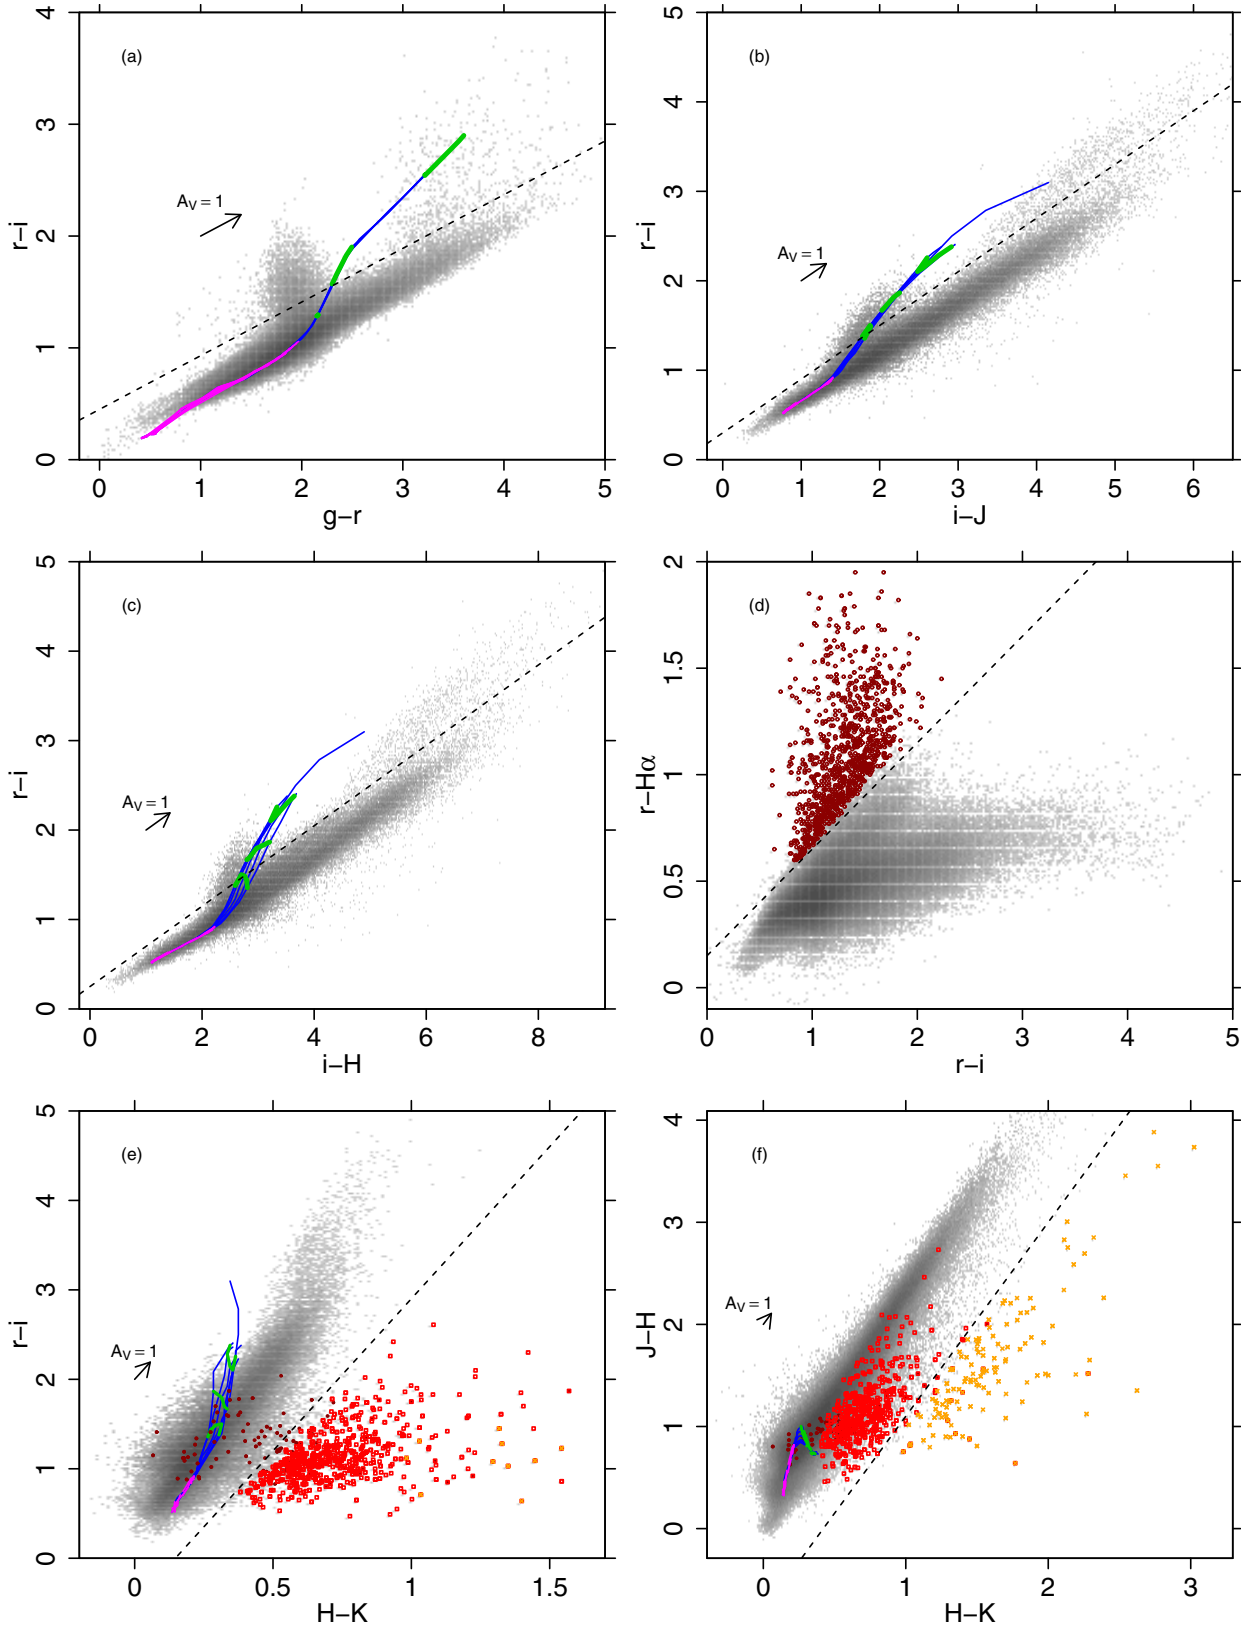 (a)
A_V = 1
0 1 2 3 4
r−i
0 1 2 3 4 5
g−r
(b)
A_V = 1
0 1 2 3 4 5
r−i
0 1 2 3 4 5 6
i−J
(c)
A_V = 1
0 1 2 3 4 5
r−i
0 2 4 6 8
i−H
(d)
0 0.5 1 1.5 2
r−Hα
0 1 2 3 4 5
r−i
(e)
A_V = 1
0 1 2 3 4 5
r−i
0 0.5 1 1.5
H−K
(f)
A_V = 1
0 1 2 3 4
J−H
0 1 2 3
H−K